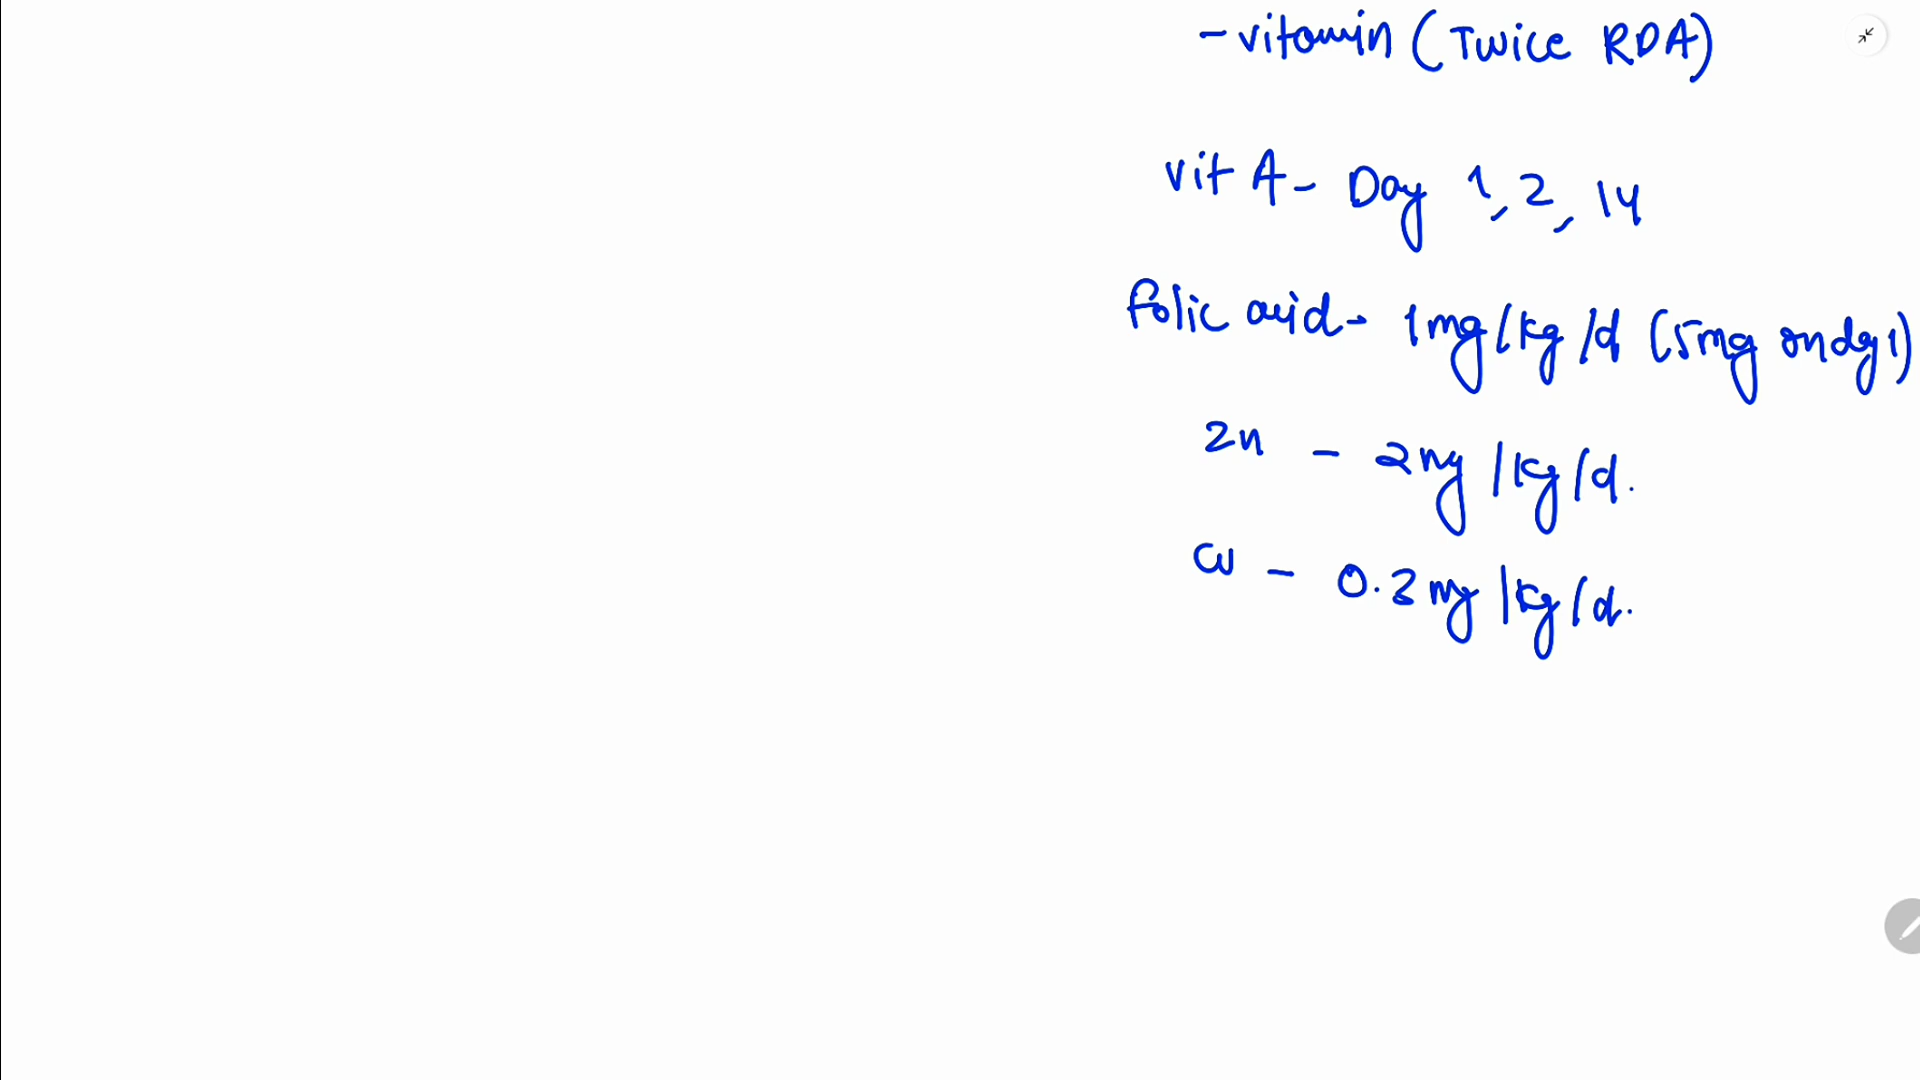 - vitamin (Twice RDA)
vit A - Day 1, 2, 14
folic acid - 1mg/kg/d (5mg on day 1)
Zn - 2mg/kg/d.
Cu - 0.3mg/kg/d.